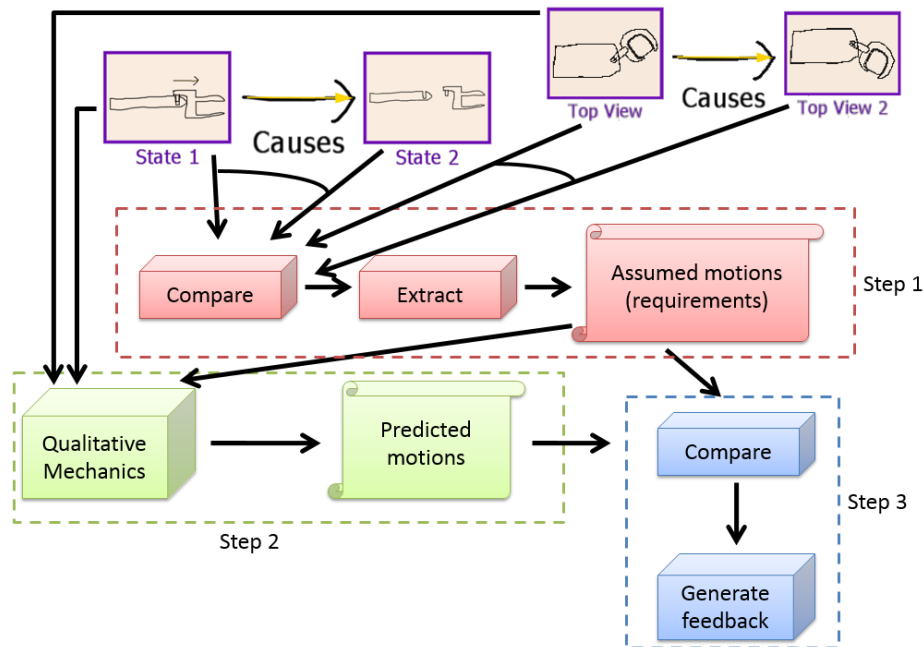 Causes
Top View
Causes
Top View 2
State 1
State 2
Compare
Extract
Assumed motions
(requirements)
Step 1
Qualitative
Mechanics
Predicted
motions
Step 2
Compare
Generate
feedback
Step 3